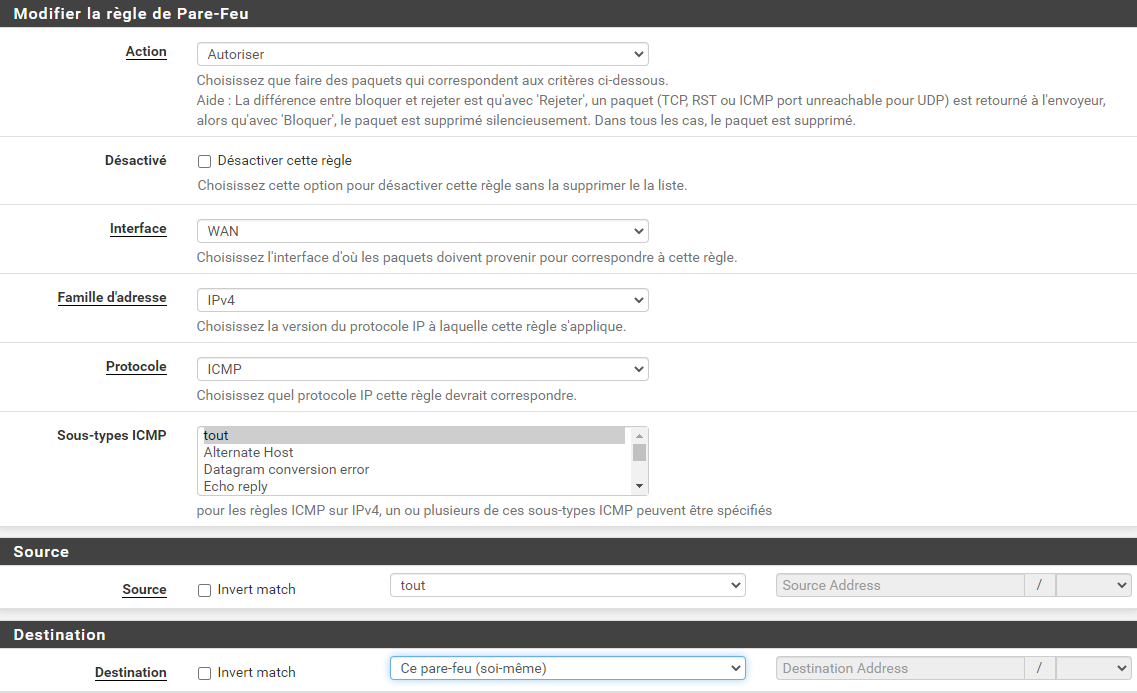 Modifier la règle de Pare-Feu
Action
Autoriser
Choisissez que faire des paquets qui correspondent aux critères ci-dessous.
Aide : La différence entre bloquer et rejeter est qu'avec 'Rejeter', un paquet (TCP, RST ou ICMP port unreachable pour UDP) est retourné à l'envoyeur,
alors qu'avec 'Bloquer', le paquet est supprimé silencieusement. Dans tous les cas, le paquet est supprimé.
Désactivé
Désactiver cette règle
Choisissez cette option pour désactiver cette règle sans la supprimer le la liste.
Interface
WAN
Choisissez l'interface d'où les paquets doivent provenir pour correspondre à cette règle.
Famille d'adresse
IPv4
Choisissez la version du protocole IP à laquelle cette règle s'applique.
Protocole
ICMP
Choisissez quel protocole IP cette règle devrait correspondre.
Sous-types ICMP
tout
Alternate Host
Datagram conversion error
Echo reply
pour les règles ICMP sur IPv4, un ou plusieurs de ces sous-types ICMP peuvent être spécifiés
Source
Source
Invert match
tout
Source Address
/
Destination
Destination
Invert match
Ce pare-feu (soi-même)
Destination Address
/